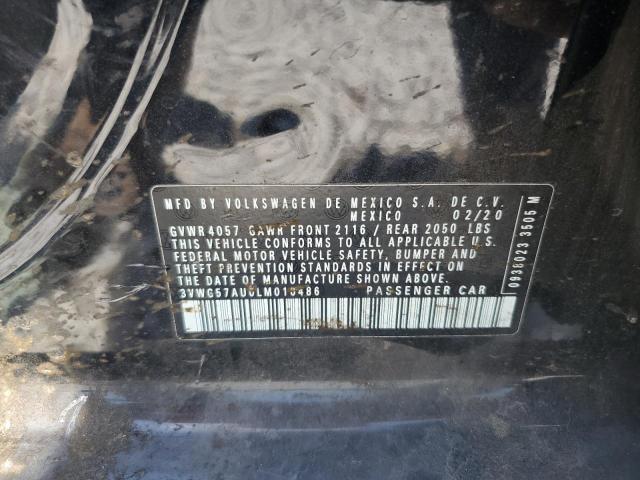 MFD BY VOLKSWAGEN DE MEXICO S.A. DE C.V.
MEXICO 02/20
GVWR 4057 GAWR FRONT 2116 / REAR 2050 LBS
THIS VEHICLE CONFORMS TO ALL APPLICABLE U.S.
FEDERAL MOTOR VEHICLE SAFETY, BUMPER AND
THEFT PREVENTION STANDARDS IN EFFECT ON
THE DATE OF MANUFACTURE SHOWN ABOVE.
PASSENGER CAR
0938023 3505 M